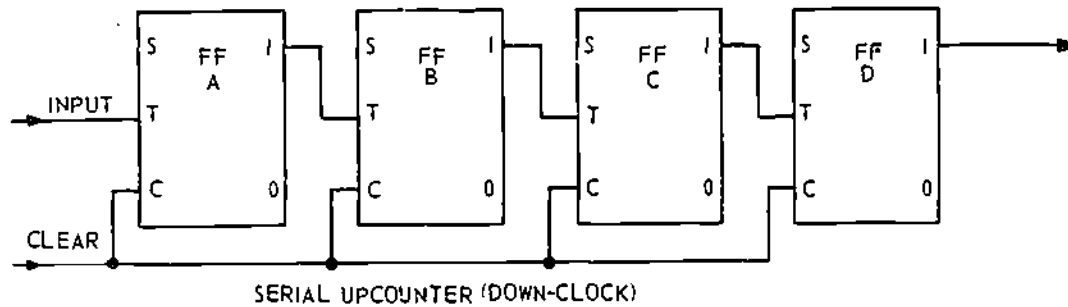 S FF 1 S FF 1 S FF 1 S FF 1
A B C D
INPUT T T T T
C 0 C 0 C 0 C 0
CLEAR
SERIAL UPCOUNTER (DOWN-CLOCK)